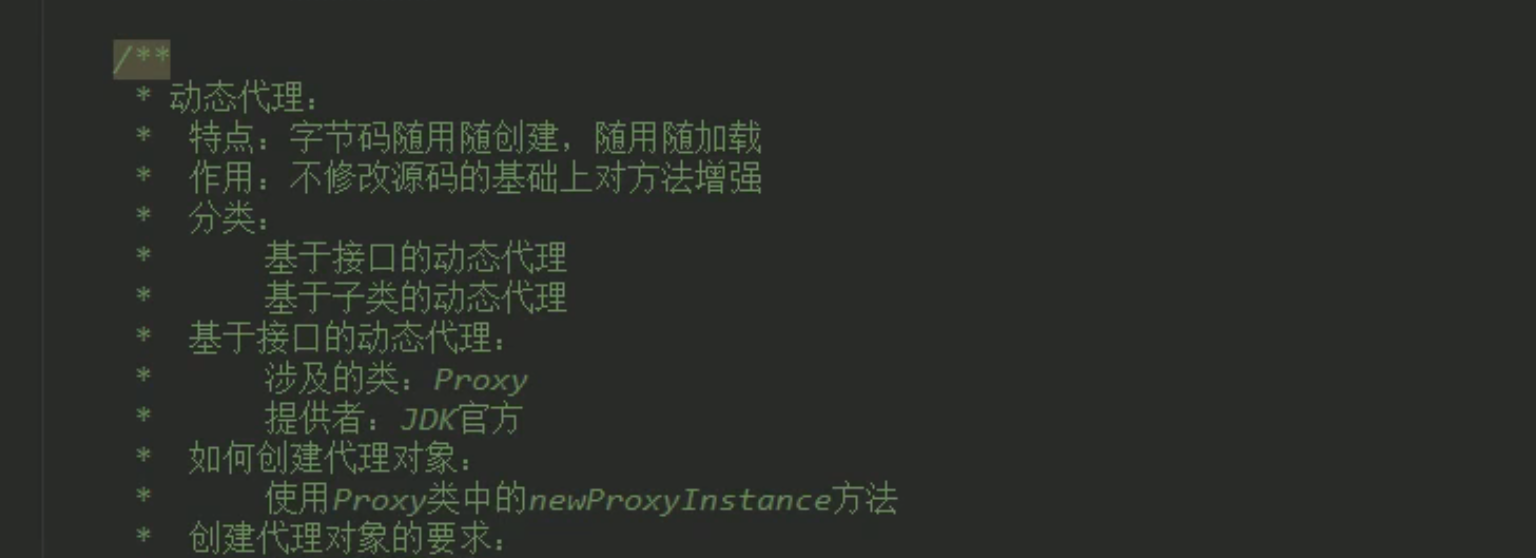 /**
* 动态代理：
* 特点：字节码随用随创建，随用随加载
* 作用：不修改源码的基础上对方法增强
* 分类：
* 基于接口的动态代理
* 基于子类的动态代理
* 基于接口的动态代理：
* 涉及的类：Proxy
* 提供者：JDK官方
* 如何创建代理对象：
* 使用Proxy类中的newProxyInstance方法
* 创建代理对象的要求：